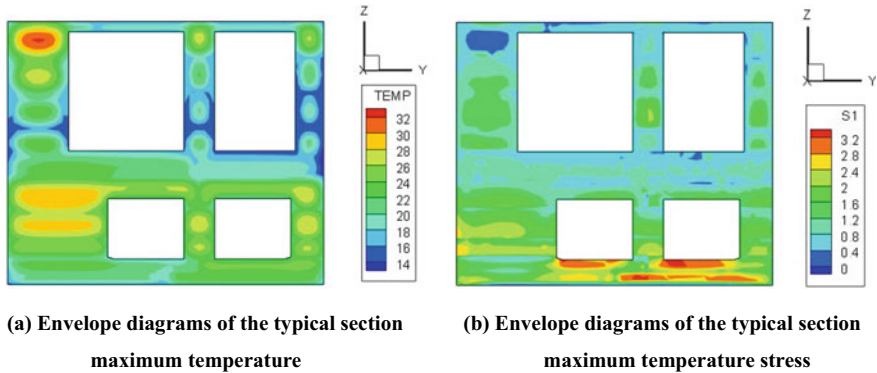 Z
X
Y
TEMP
32
30
28
26
24
22
20
18
16
14
Z
X
Y
S1
3.2
2.8
2.4
2
1.6
1.2
0.8
0.4
0
(a) Envelope diagrams of the typical section
maximum temperature
(b) Envelope diagrams of the typical section
maximum temperature stress